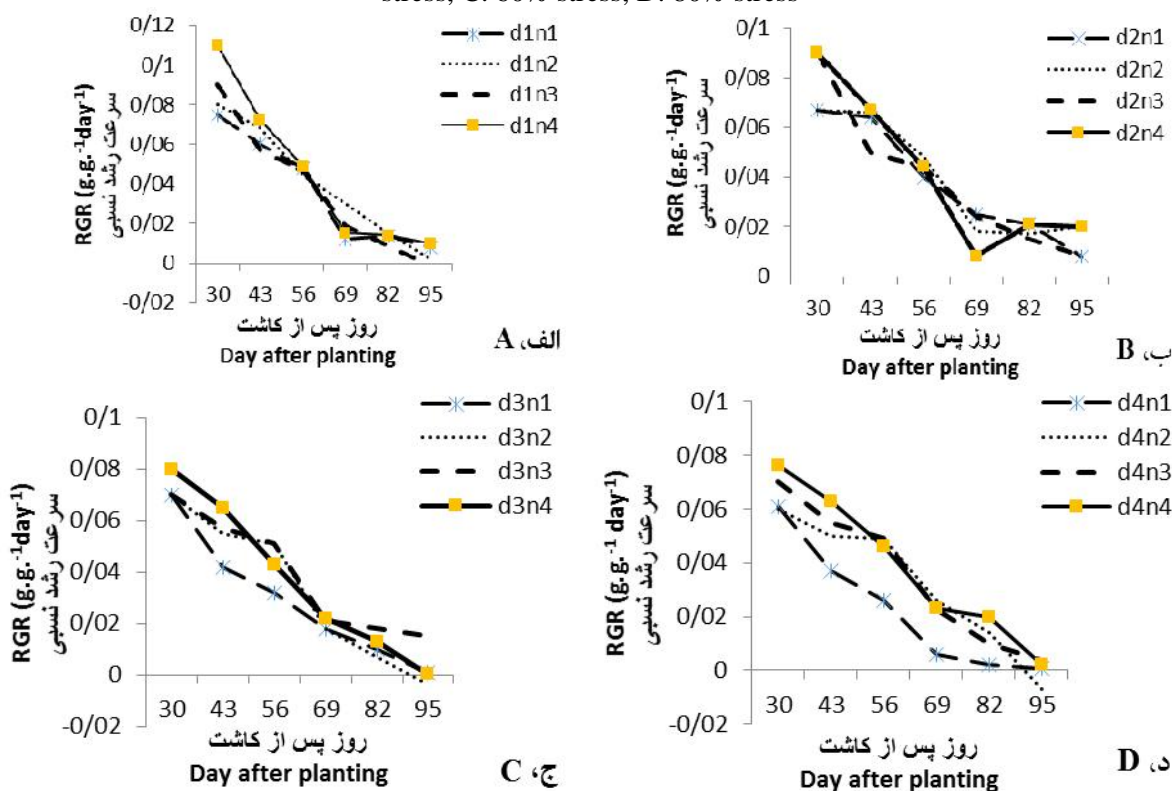 stress, C: 60% stress, D: 80% stress
0/12
0/1
0/08
0/06
0/04
0/02
0
-0/02
RGR (g.g.-1day-1)
سرعت رشد نسبی
30 43 56 69 82 95
روز پس از کاشت
Day after planting
d1n1
d1n2
d1n3
d1n4
الف، A
0/1
0/08
0/06
0/04
0/02
0
RGR (g.g.-1day-1)
سرعت رشد نسبی
30 43 56 69 82 95
روز پس از کاشت
Day after planting
d2n1
d2n2
d2n3
d2n4
ب، B
0/1
0/08
0/06
0/04
0/02
0
-0/02
RGR (g.g.-1day-1)
سرعت رشد نسبی
30 43 56 69 82 95
روز پس از کاشت
Day after planting
d3n1
d3n2
d3n3
d3n4
ج، C
0/1
0/08
0/06
0/04
0/02
0
-0/02
RGR (g.g.-1 day-1)
سرعت رشد نسبی
30 43 56 69 82 95
روز پس از کاشت
Day after planting
d4n1
d4n2
d4n3
d4n4
د، D